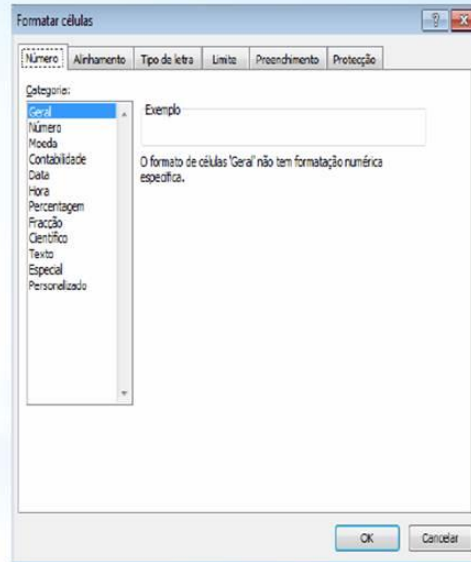 Formatar células
Número Alinhamento Tipo de letra Limite Preenchimento Protecção
Categoria:
Geral
Número
Moeda
Contabilidade
Data
Hora
Percentagem
Fracção
Científico
Texto
Especial
Personalizado
Exemplo
O formato de células 'Geral' não tem formatação numérica
específica.
OK Cancelar